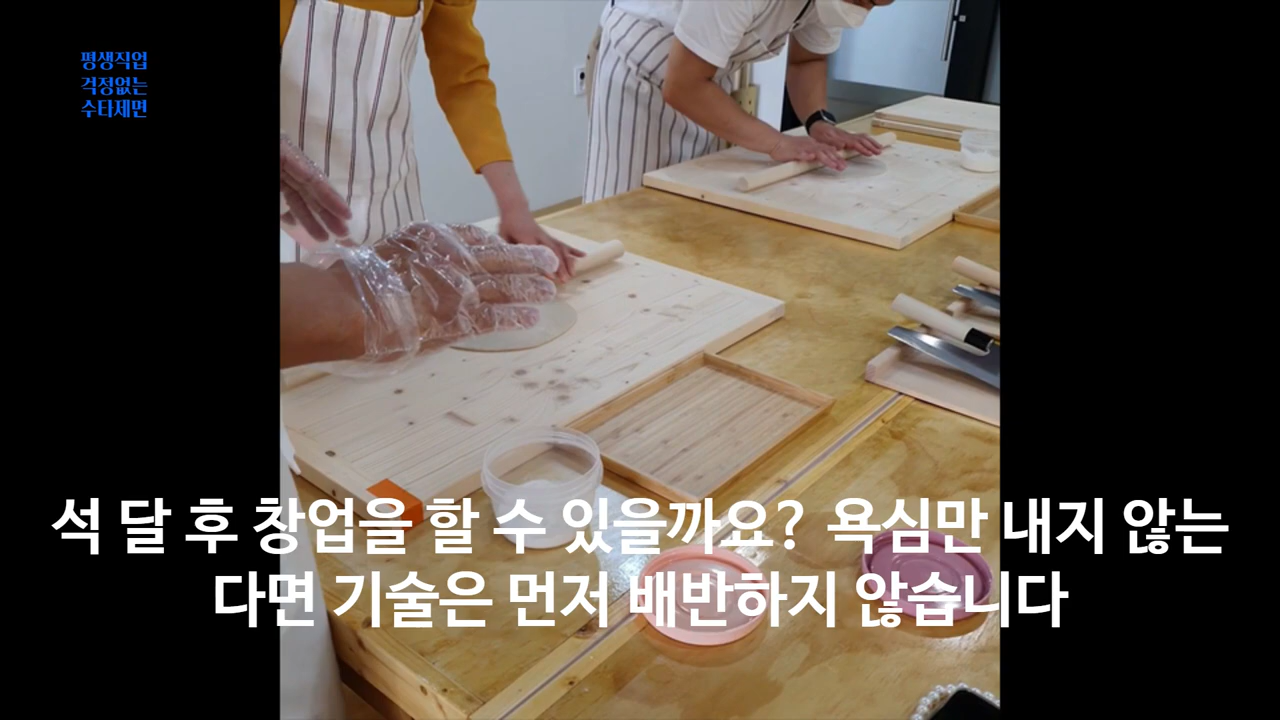 평생직업
걱정없는
수타제면
석 달 후 창업을 할 수 있을까요? 욕심만 내지 않는
다면 기술은 먼저 배반하지 않습니다